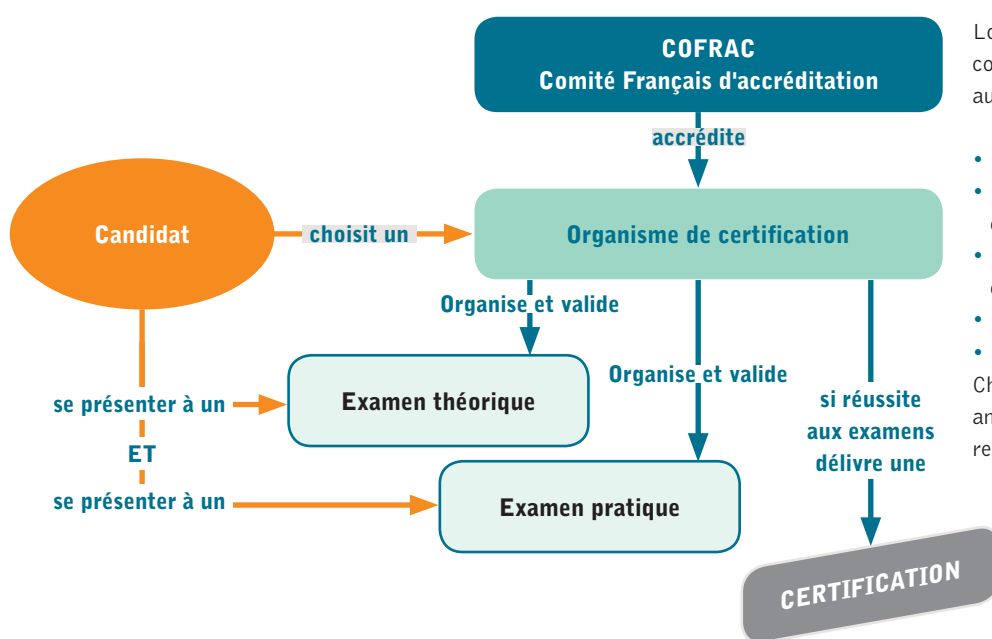 COFRAC
Comité Français d'accréditation
accrédite
Candidat
choisit un
Organisme de certification
Organise et valide
Organise et valide
se présenter à un
Examen théorique
ET
si réussite
aux examens
délivre une
se présenter à un
Examen pratique
CERTIFICATION